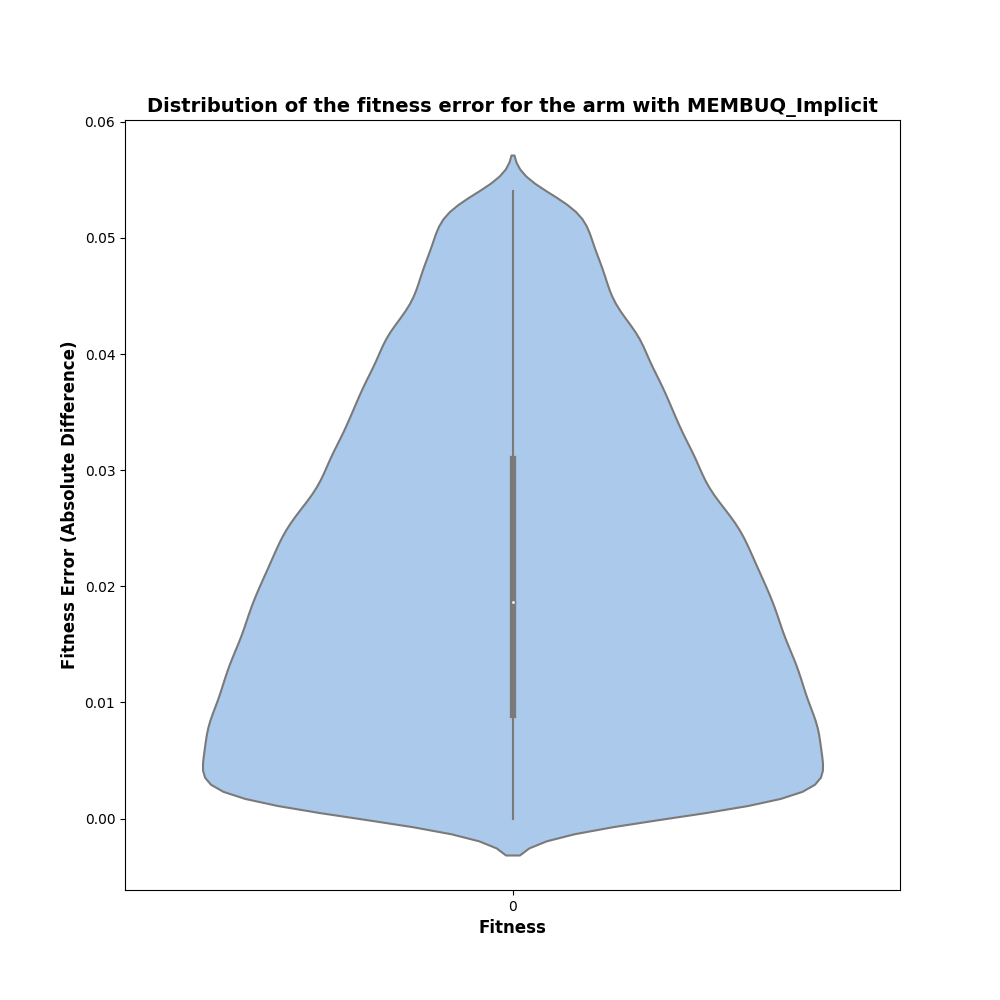 Distribution of the fitness error for the arm with MEMBUQ_Implicit
0.06
0.05
0.04
0.03
0.02
0.01
0.00
Fitness Error (Absolute Difference)
0
Fitness